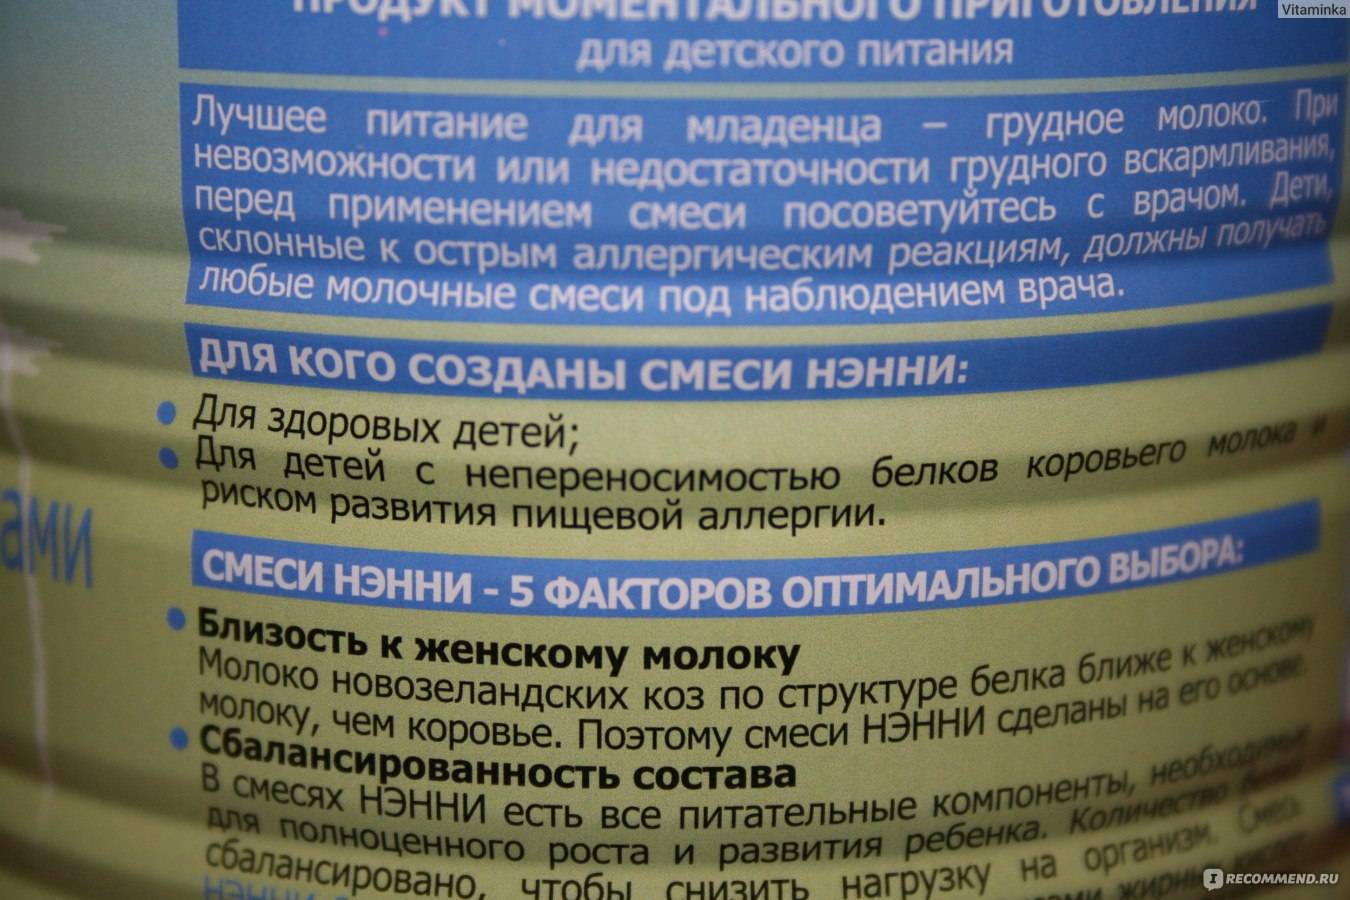 Vitaminka
ПРОДУКТ МОМЕНТАЛЬНОГО ПРИГОТОВЛЕНИЯ
для детского питания
Лучшее питание для младенца – грудное молоко. При
невозможности или недостаточности грудного вскармливания,
перед применением смеси посоветуйтесь с врачом. Дети,
склонные к острым аллергическим реакциям, должны получать
любые молочные смеси под наблюдением врача.
ДЛЯ КОГО СОЗДАНЫ СМЕСИ НЭННИ:
Для здоровых детей;
Для детей с непереносимостью белков коровьего молока и
риском развития пищевой аллергии.
ами
СМЕСИ НЭННИ - 5 ФАКТОРОВ ОПТИМАЛЬНОГО ВЫБОРА:
Близость к женскому молоку
Молоко новозеландских коз по структуре белка ближе к женскому
молоку, чем коровье. Поэтому смеси НЭННИ сделаны на его основе.
Сбалансированность состава
В смесях НЭННИ есть все питательные компоненты, необходимые
для полноценного роста и развития ребенка. Количество белка
сбалансировано, чтобы снизить нагрузку на организм. Смесь
НЭННИ
I RECOMMEND.RU